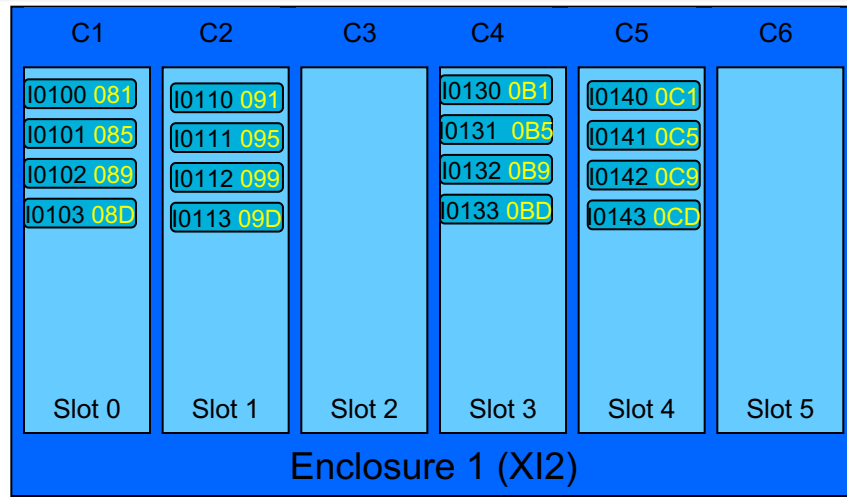 C1 C2 C3 C4 C5 C6
I0100 081
I0101 085
I0102 089
I0103 08D
Slot 0
I0110 091
I0111 095
I0112 099
I0113 09D
Slot 1
Slot 2
I0130 0B1
I0131 0B5
I0132 0B9
I0133 0BD
Slot 3
I0140 0C1
I0141 0C5
I0142 0C9
I0143 0CD
Slot 4
Slot 5
Enclosure 1 (XI2)